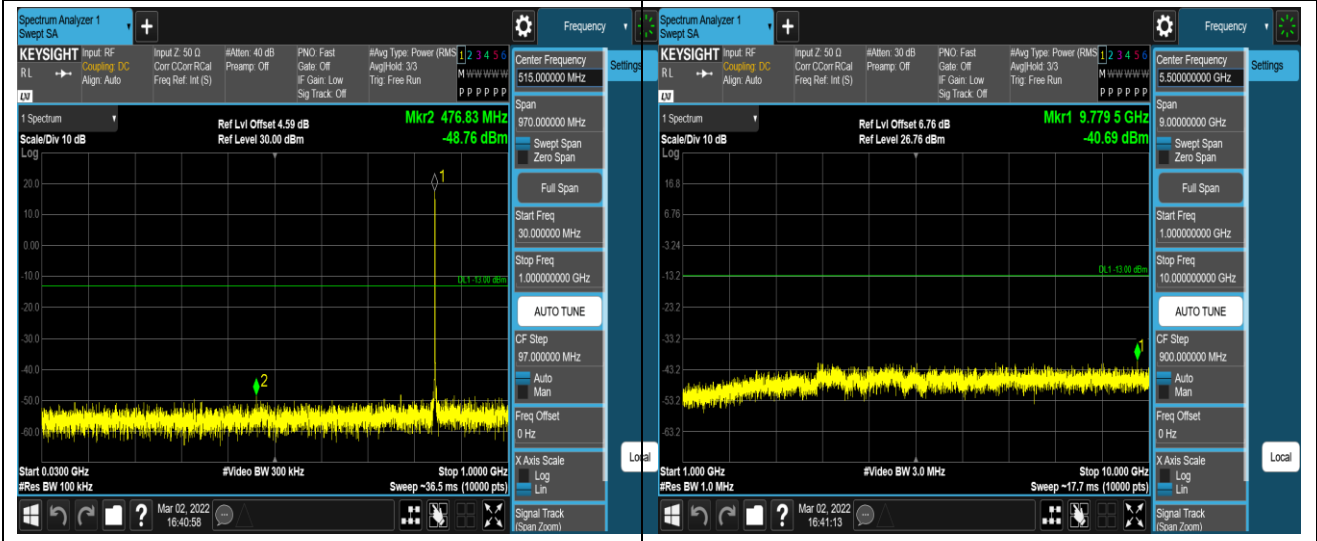 Spectrum Analyzer 1
Swept SA
Frequency
KEYSIGHT
Input: RF
Coupling: DC
Align: Auto
Input Z: 50 Ω
Corr CCorr RCal
Freq Ref: Int (S)
#Atten: 40 dB
Preamp: Off
PNO: Fast
Gate: Off
IF Gain: Low
Sig Track: Off
#Avg Type: Power (RMS
Avg|Hold: 3/3
Trig: Free Run
1 2 3 4 5 6
M W W W W W
P P P P P P
RL
LXI
Center Frequency
515.000000 MHz
Settings
Span
970.000000 MHz
Swept Span
Zero Span
Full Span
Start Freq
30.000000 MHz
Stop Freq
1.000000000 GHz
AUTO TUNE
CF Step
97.000000 MHz
Auto
Man
Freq Offset
0 Hz
X Axis Scale
Log
Lin
Signal Track
(Span Zoom)
Local
1 Spectrum
Scale/Div 10 dB
Log
Ref Lvl Offset 4.59 dB
Ref Level 30.00 dBm
Mkr2 476.83 MHz
-48.76 dBm
1
20.0
10.0
0.00
-10.0
DL1 -13.00 dBm
-20.0
-30.0
-40.0
2
-50.0
-60.0
Start 0.0300 GHz
#Res BW 100 kHz
#Video BW 300 kHz
Stop 1.0000 GHz
Sweep ~36.5 ms (10000 pts)
Mar 02, 2022
16:40:58
Spectrum Analyzer 1
Swept SA
Frequency
KEYSIGHT
Input: RF
Coupling: DC
Align: Auto
Input Z: 50 Ω
Corr CCorr RCal
Freq Ref: Int (S)
#Atten: 30 dB
Preamp: Off
PNO: Fast
Gate: Off
IF Gain: Low
Sig Track: Off
#Avg Type: Power (RMS
Avg|Hold: 3/3
Trig: Free Run
1 2 3 4 5 6
M W W W W W
P P P P P P
RL
LXI
Center Frequency
5.500000000 GHz
Settings
Span
9.00000000 GHz
Swept Span
Zero Span
Full Span
Start Freq
1.000000000 GHz
Stop Freq
10.000000000 GHz
AUTO TUNE
CF Step
900.000000 MHz
Auto
Man
Freq Offset
0 Hz
X Axis Scale
Log
Lin
Signal Track
(Span Zoom)
Local
1 Spectrum
Scale/Div 10 dB
Log
Ref Lvl Offset 6.76 dB
Ref Level 26.76 dBm
Mkr1 9.779 5 GHz
-40.69 dBm
16.8
6.76
-3.24
DL1 -13.00 dBm
-13.2
-23.2
-33.2
1
-43.2
-53.2
-63.2
Start 1.000 GHz
#Res BW 1.0 MHz
#Video BW 3.0 MHz
Stop 10.000 GHz
Sweep ~17.7 ms (10000 pts)
Mar 02, 2022
16:41:13